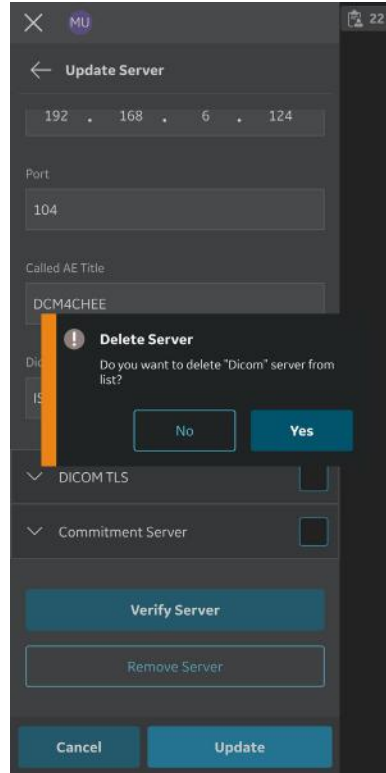 MU
22
Update Server
192 . 168 . 6 . 124
Port
104
Called AE Title
DCM4CHEE
Delete Server
Do you want to delete "Dicom" server from
list?
No
Yes
DICOM TLS
Commitment Server
Verify Server
Remove Server
Cancel
Update